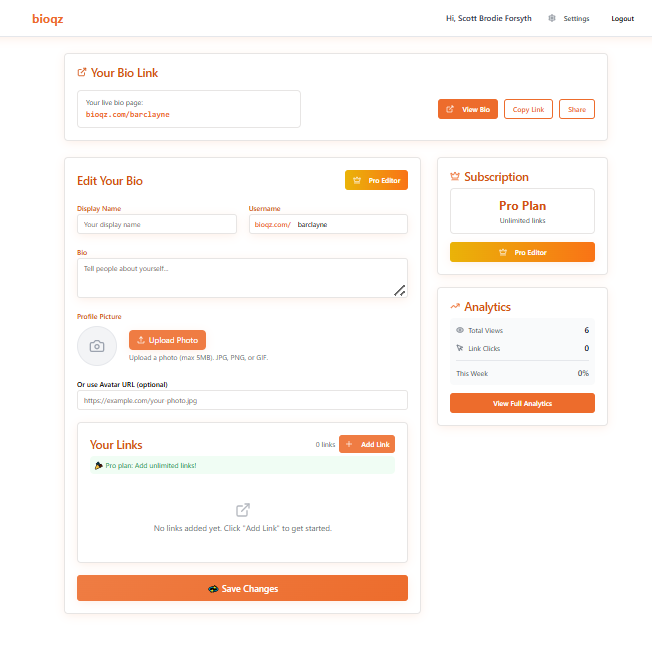 bioqz
Hi, Scott Brodie Forsyth
Settings
Logout
Your Bio Link
Your live bio page:
bioqz.com/barclayne
View Bio
Copy Link
Share
Edit Your Bio
Pro Editor
Display Name
Username
Your display name
bioqz.com/ barclayne
Bio
Tell people about yourself...
Profile Picture
Upload Photo
Upload a photo (max 5MB). JPG, PNG, or GIF.
Or use Avatar URL (optional)
https://example.com/your-photo.jpg
Your Links
0 links
Add Link
Pro plan: Add unlimited links!
No links added yet. Click "Add Link" to get started.
Save Changes
Subscription
Pro Plan
Unlimited links
Pro Editor
Analytics
Total Views 6
Link Clicks 0
This Week 0%
View Full Analytics